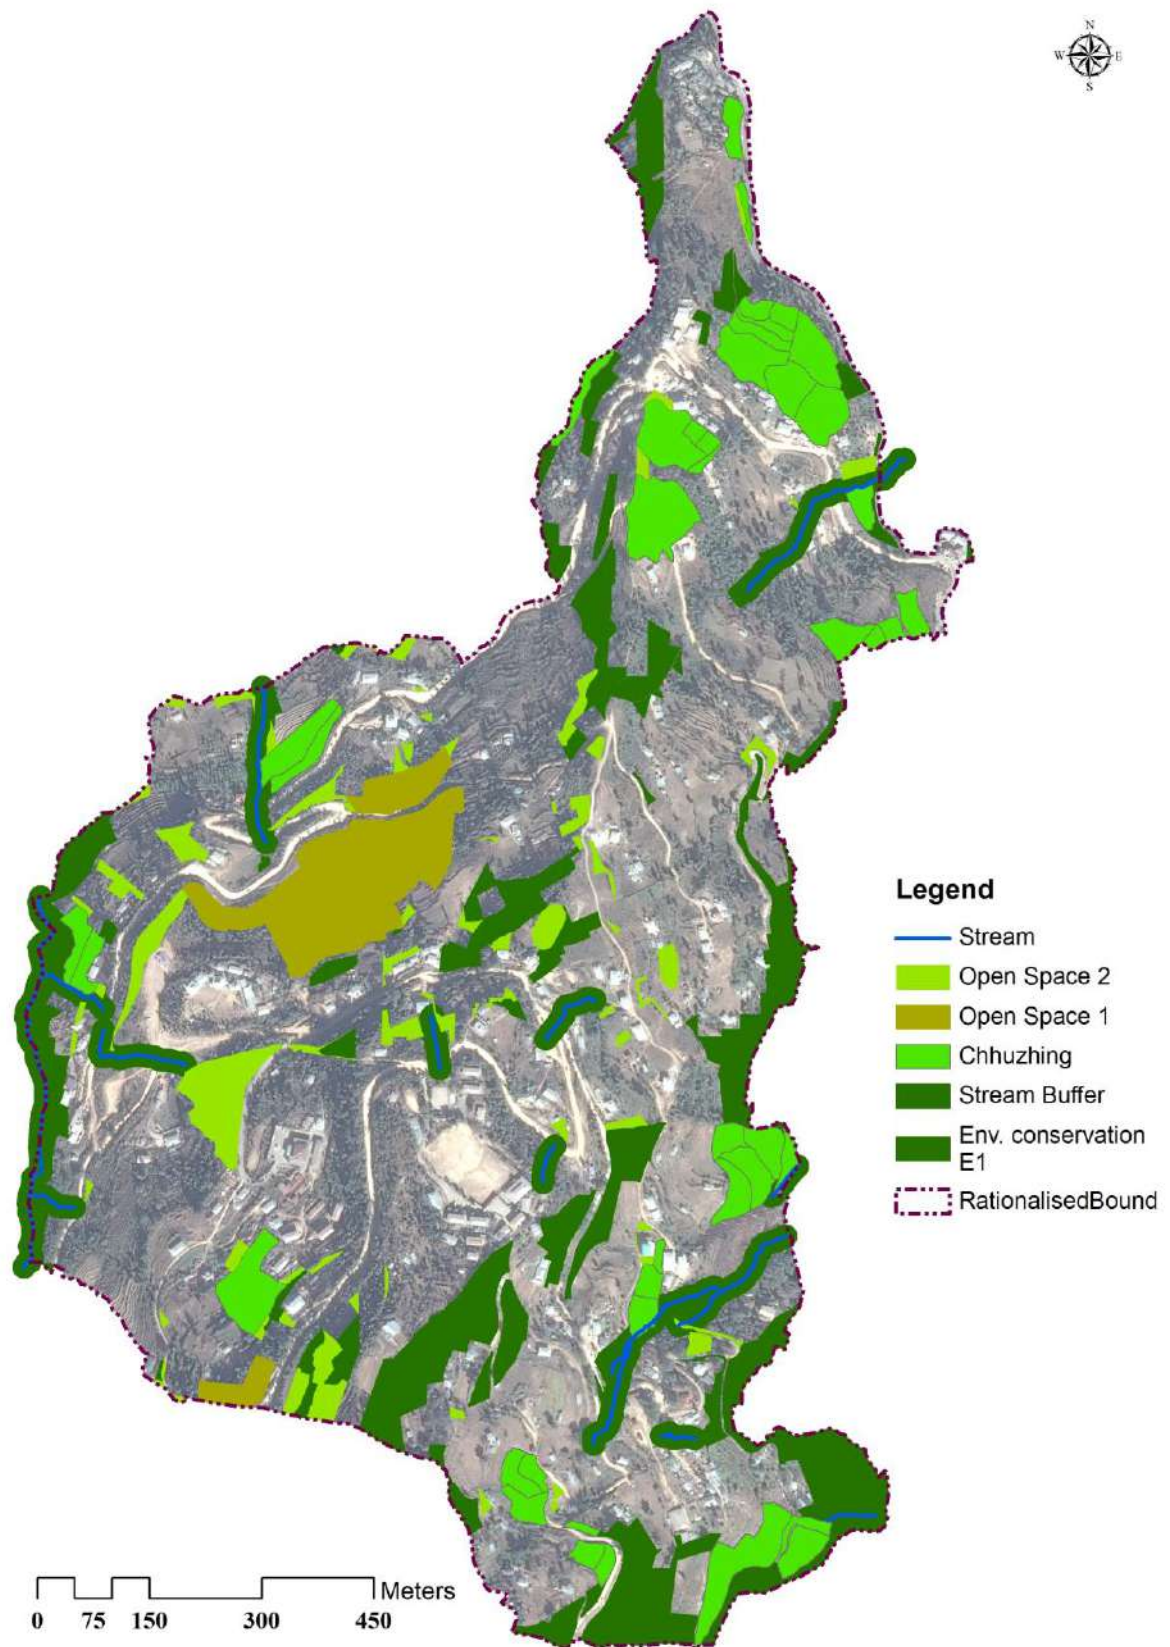 N
W E
S
Legend
Stream
Open Space 2
Open Space 1
Chhuzhing
Stream Buffer
Env. conservation
E1
RationalisedBound
Meters
0 75 150 300 450